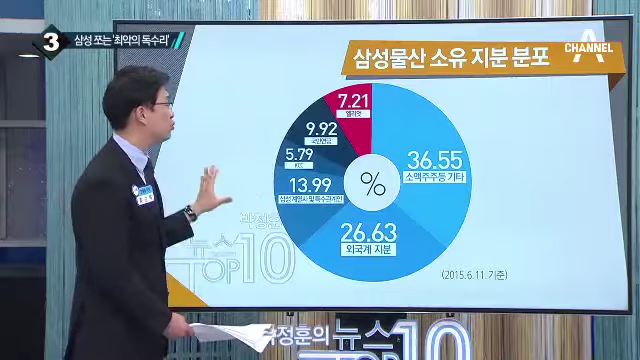 3 삼성 쪼는 '최악의 독수리'
CHANNEL A
삼성물산 소유 지분 분포
7.21
엘리엇
9.92
국민연금
5.79
KCC
13.99
삼성 계열사 및 특수관계인
36.55
소액주주등 기타
%
26.63
외국계 지분
(2015.6.11. 기준)
박정훈
뉴스
TOP10
박정훈의 뉴스
TOP10